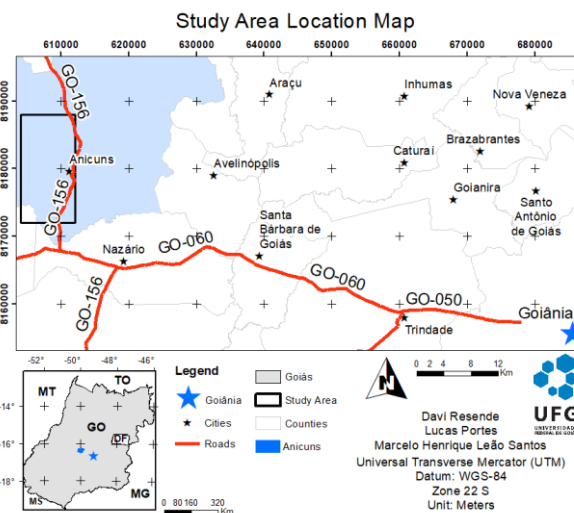 Study Area Location Map
610000 620000 630000 640000 650000 660000 670000 680000
8190000
8180000
8170000
8160000
GO-156
Araçu
Inhumas
Nova Veneza
Anicuns
Avelinópolis
Caturaí
Brazabrantes
Goianira
Santo
Antônio
de Goiás
GO-156
Santa
Bárbara de
Goiás
Nazário
GO-060
GO-060
GO-156
GO-050
Goiânia
Trindade
-52° -50° -48° -46°
-14°
-16°
-18°
MT
TO
GO
DF
MG
MS
0 80 160 320
Km
Legend
Goiânia
Cities
Roads
Goiás
Study Area
Counties
Anicuns
N
0 2 4 8 12
Km
UFG
UNIVERSIDADE
FEDERAL DE GOIÁS
Davi Resende
Lucas Portes
Marcelo Henrique Leão Santos
Universal Transverse Mercator (UTM)
Datum: WGS-84
Zone 22 S
Unit: Meters